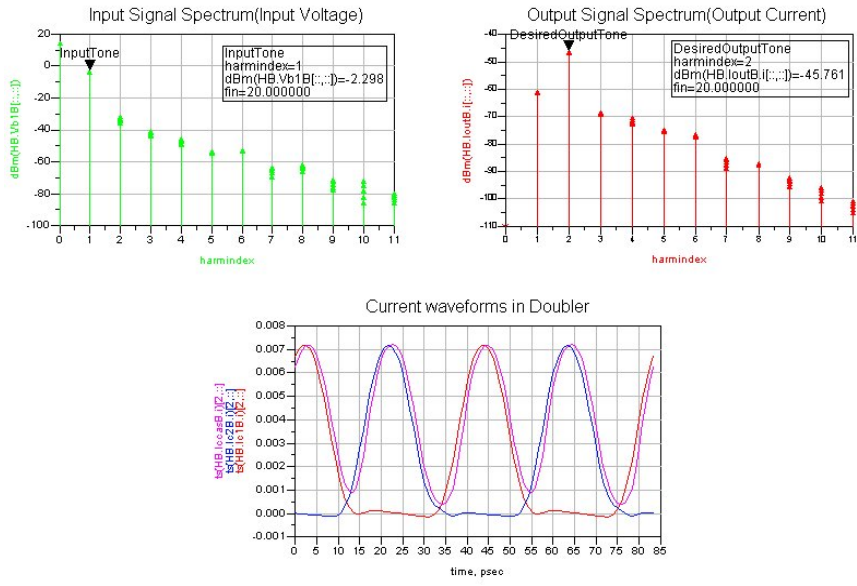 Input Signal Spectrum(Input Voltage)
20
0
-20
-40
-60
-80
-100
dBm(HB.Vb1B[::,::])
InputTone
InputTone
harmindex=1
dBm(HB.Vb1B[::,::])=-2.298
fin=20.000000
0 1 2 3 4 5 6 7 8 9 10 11
harmindex
Output Signal Spectrum(Output Current)
-40
-50
-60
-70
-80
-90
-100
-110
dBm(HB.IoutB.i[::,::])
DesiredOutputTone
DesiredOutputTone
harmindex=2
dBm(HB.IoutB.i[::,::])=-45.761
fin=20.000000
0 1 2 3 4 5 6 7 8 9 10 11
harmindex
Current waveforms in Doubler
0.008
0.007
0.006
0.005
0.004
0.003
0.002
0.001
0.000
-0.001
ts(HB.IccasB.i)[2,::]
ts(HB.Ic2B.i)[2,::]
ts(HB.Ic1B.i)[2,::]
0 5 10 15 20 25 30 35 40 45 50 55 60 65 70 75 80 85
time, psec